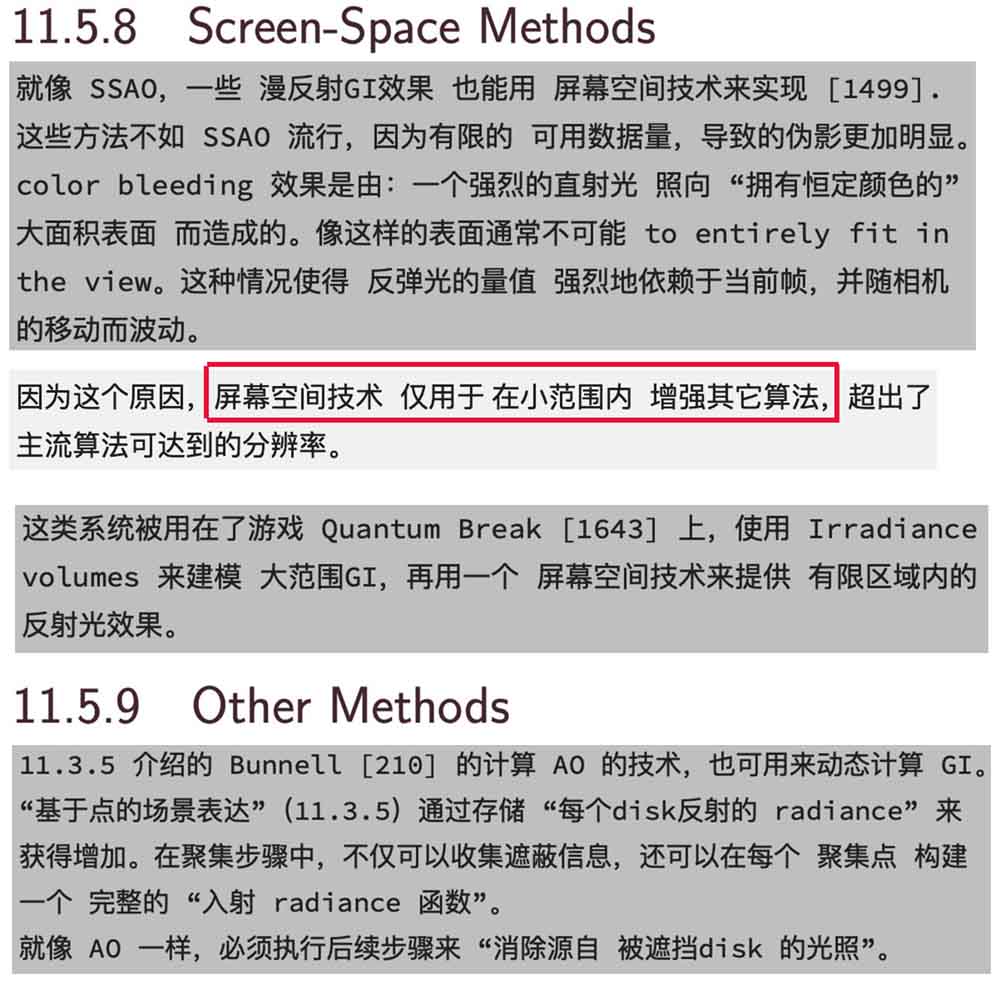 11.5.8 Screen-Space Methods
就像 SSAO，一些 漫反射GI效果 也能用 屏幕空间技术来实现 [1499].
这些方法不如 SSAO 流行，因为有限的 可用数据量，导致的伪影更加明显。
color bleeding 效果是由：一个强烈的直射光 照向 “拥有恒定颜色的”
大面积表面 而造成的。像这样的表面通常不可能 to entirely fit in
the view。这种情况使得 反弹光的量值 强烈地依赖于当前帧，并随相机
的移动而波动。
因为这个原因，屏幕空间技术 仅用于 在小范围内 增强其它算法，超出了
主流算法可达到的分辨率。
这类系统被用在了游戏 Quantum Break [1643] 上，使用 Irradiance
volumes 来建模 大范围GI，再用一个 屏幕空间技术来提供 有限区域内的
反射光效果。
11.5.9 Other Methods
11.3.5 介绍的 Bunnell [210] 的计算 AO 的技术，也可用来动态计算 GI。
“基于点的场景表达”（11.3.5）通过存储 “每个disk反射的 radiance” 来
获得增加。在聚集步骤中，不仅可以收集遮蔽信息，还可以在每个 聚集点 构建
一个 完整的 “入射 radiance 函数”。
就像 AO 一样，必须执行后续步骤来 “消除源自 被遮挡disk 的光照”。